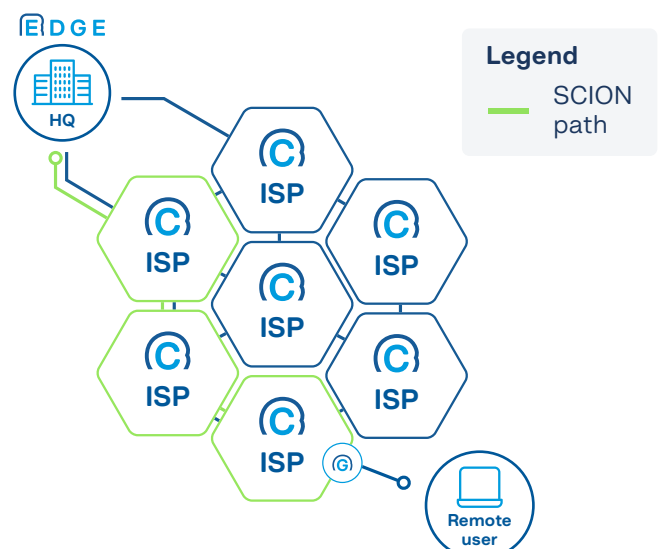 EDGE
HQ
Legend
SCION
path
C
ISP
C
ISP
C
ISP
C
ISP
C
ISP
C
ISP
C
ISP
G
Remote
user